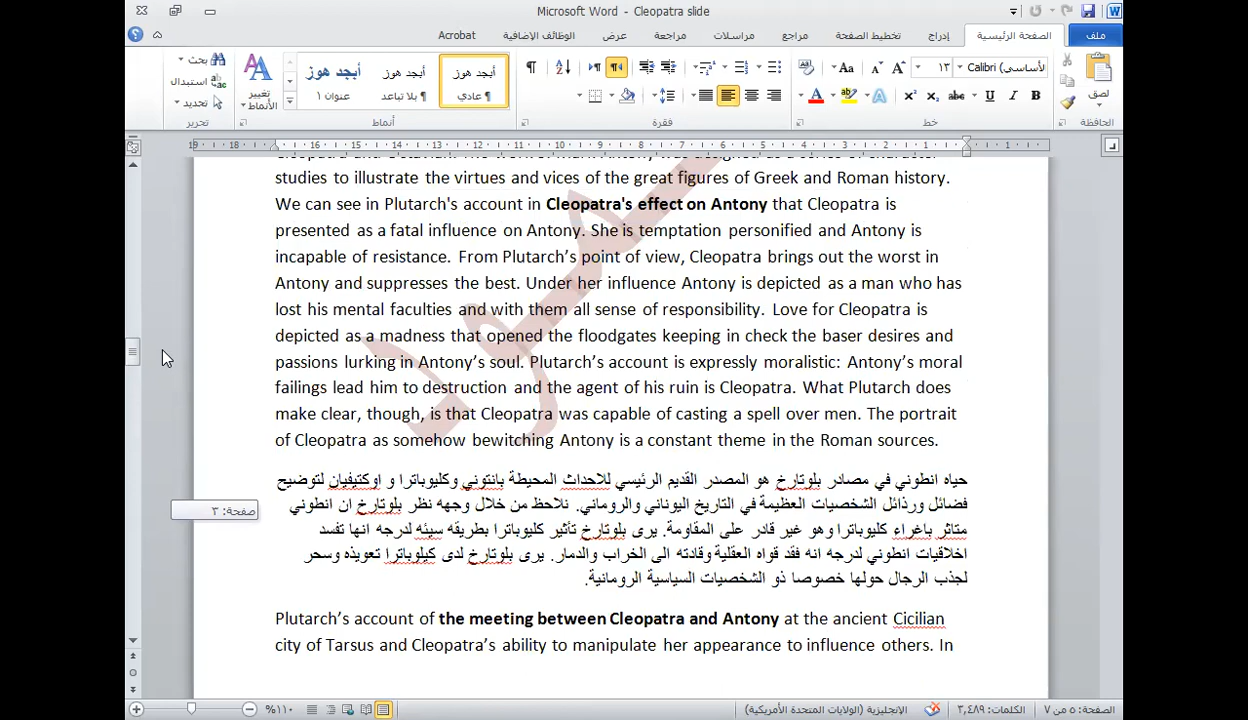 Microsoft Word - Cleopatra slide
ملف
الصفحة الرئيسية
إدراج
تخطيط الصفحة
مراجع
مراسلات
مراجعة
عرض
الوظائف الإضافية
Acrobat
لصق
الحافظة
١٣
B I U abc
خط
فقرة
أبجد هوز
عادي
أبجد هوز
بلا تباعد
أبجد هوز
عنوان ١
تغيير
الأنماط
أنماط
بحث
استبدال
تحديد
تحرير
studies to illustrate the virtues and vices of the great figures of Greek and Roman history.
We can see in Plutarch's account in Cleopatra's effect on Antony that Cleopatra is
presented as a fatal influence on Antony. She is temptation personified and Antony is
incapable of resistance. From Plutarch’s point of view, Cleopatra brings out the worst in
Antony and suppresses the best. Under her influence Antony is depicted as a man who has
lost his mental faculties and with them all sense of responsibility. Love for Cleopatra is
depicted as a madness that opened the floodgates keeping in check the baser desires and
passions lurking in Antony’s soul. Plutarch’s account is expressly moralistic: Antony’s moral
failings lead him to destruction and the agent of his ruin is Cleopatra. What Plutarch does
make clear, though, is that Cleopatra was capable of casting a spell over men. The portrait
of Cleopatra as somehow bewitching Antony is a constant theme in the Roman sources.
حياه انطوني في مصادر بلوتارخ هو المصدر القديم الرئيسي للاحداث المحيطة بانتوني وكليوباترا و اوكتيفيان لتوضيح
فضائل ورذائل الشخصيات العظيمة في التاريخ اليوناني والروماني. نلاحظ من خلال وجهه نظر بلوتارخ ان انطوني
متاثر باغراء كليوباترا وهو غير قادر على المقاومة. يرى بلوتارخ تأثير كليوباترا بطريقه سيئه لدرجه انها تفسد
اخلاقيات انطوني لدرجه انه فقد قواه العقلية وقادته الى الخراب والدمار. يرى بلوتارخ لدى كيلوباترا تعويذه وسحر
لجذب الرجال حولها خصوصا ذو الشخصيات السياسية الرومانية.
صفحة: ٣
Plutarch’s account of the meeting between Cleopatra and Antony at the ancient Cicilian
city of Tarsus and Cleopatra’s ability to manipulate her appearance to influence others. In
الصفحة: ٥ من ٧
الكلمات: ٣,٤٨٩
الإنجليزية (الولايات المتحدة الأمريكية)
%١١٠